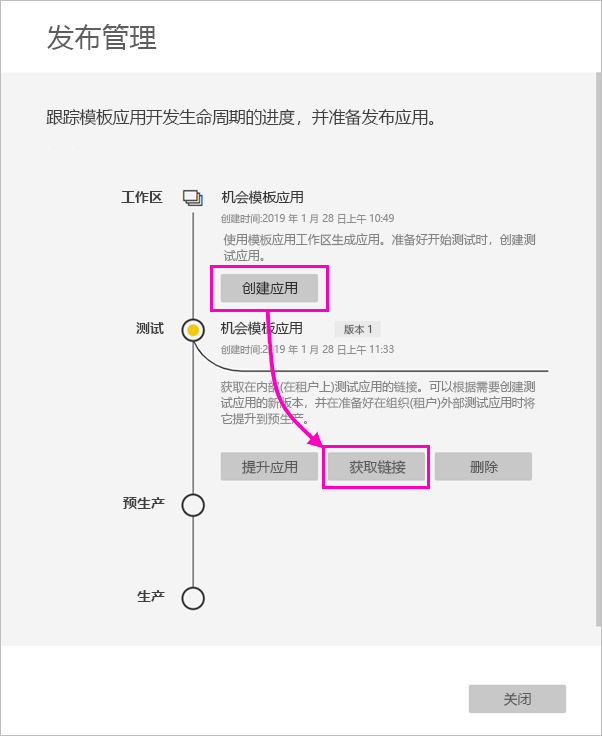 发布管理
跟踪模板应用开发生命周期的进度，并准备发布应用。
工作区
机会模板应用
创建时间:2019 年 1 月 28 日上午 10:49
使用模板应用工作区生成应用。准备好开始测试时，创建测
试应用。
创建应用
测试
机会模板应用
版本 1
创建时间:2019 年 1 月 28 日上午 11:33
获取在内部(在租户上)测试应用的链接。可以根据需要创建测
试应用的新版本，并在准备好在组织(租户)外部测试应用时将
它提升到预生产。
提升应用
获取链接
删除
预生产
生产
关闭